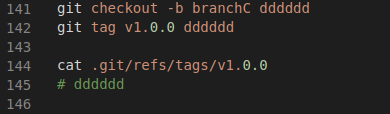 141 git checkout -b branchC dddddd
142 git tag v1.0.0 dddddd
143
144 cat .git/refs/tags/v1.0.0
145 # dddddd
146